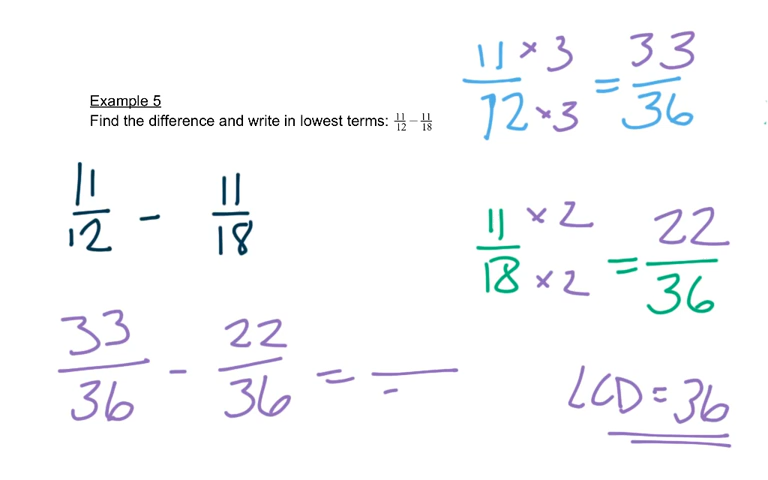 Example 5
Find the difference and write in lowest terms: 11/12 − 11/18
11/12 - 11/18
33/36 - 22/36 =
11 × 3 / 12 × 3 = 33/36
11 × 2 / 18 × 2 = 22/36
LCD = 36